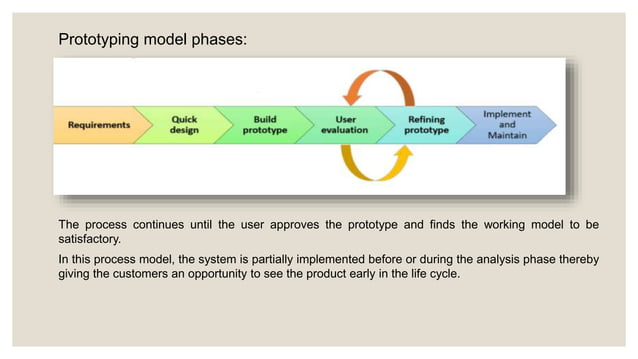 Prototyping model phases:
Requirements
Quick
design
Build
prototype
User
evaluation
Refining
prototype
Implement
and
Maintain
The process continues until the user approves the prototype and finds the working model to be
satisfactory.
In this process model, the system is partially implemented before or during the analysis phase thereby
giving the customers an opportunity to see the product early in the life cycle.